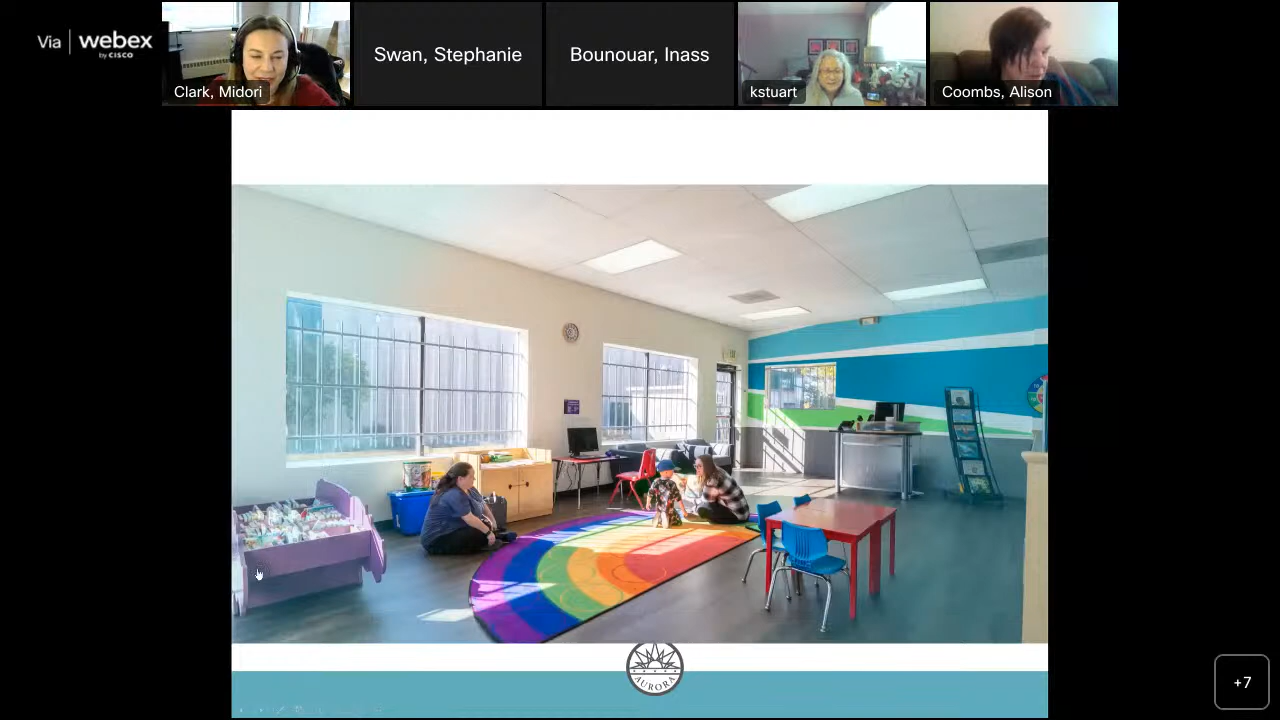 Via webex
by CISCO
Clark, Midori
Swan, Stephanie
Bounouar, Inass
kstuart
Coombs, Alison
AURORA
+7